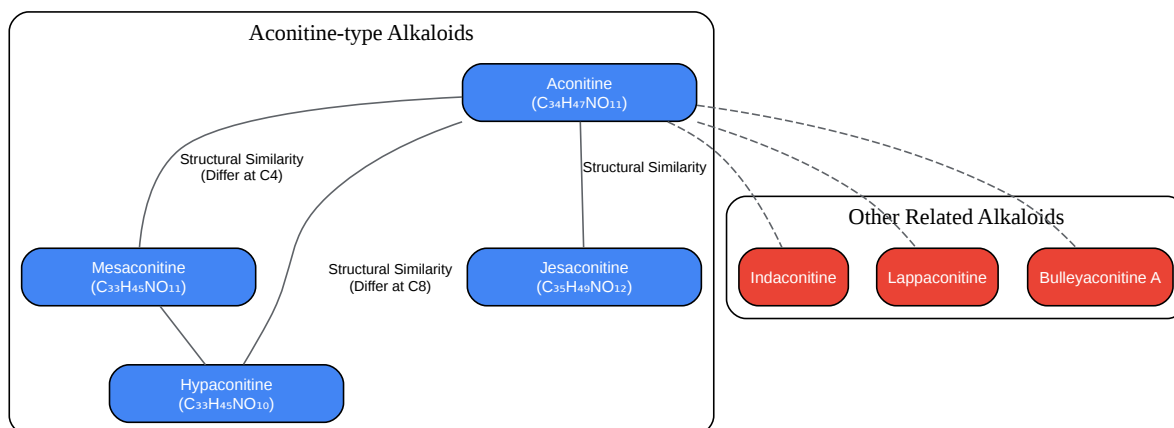 Aconitine-type Alkaloids
Aconitine
(C₃₄H₄₇NO₁₁)
Structural Similarity
(Differ at C4)
Structural Similarity
Other Related Alkaloids
Mesaconitine
(C₃₃H₄₅NO₁₁)
Structural Similarity
(Differ at C8)
Jesaconitine
(C₃₅H₄₉NO₁₂)
Indaconitine
Lappaconitine
Bulleyaconitine A
Hypaconitine
(C₃₃H₄₅NO₁₀)